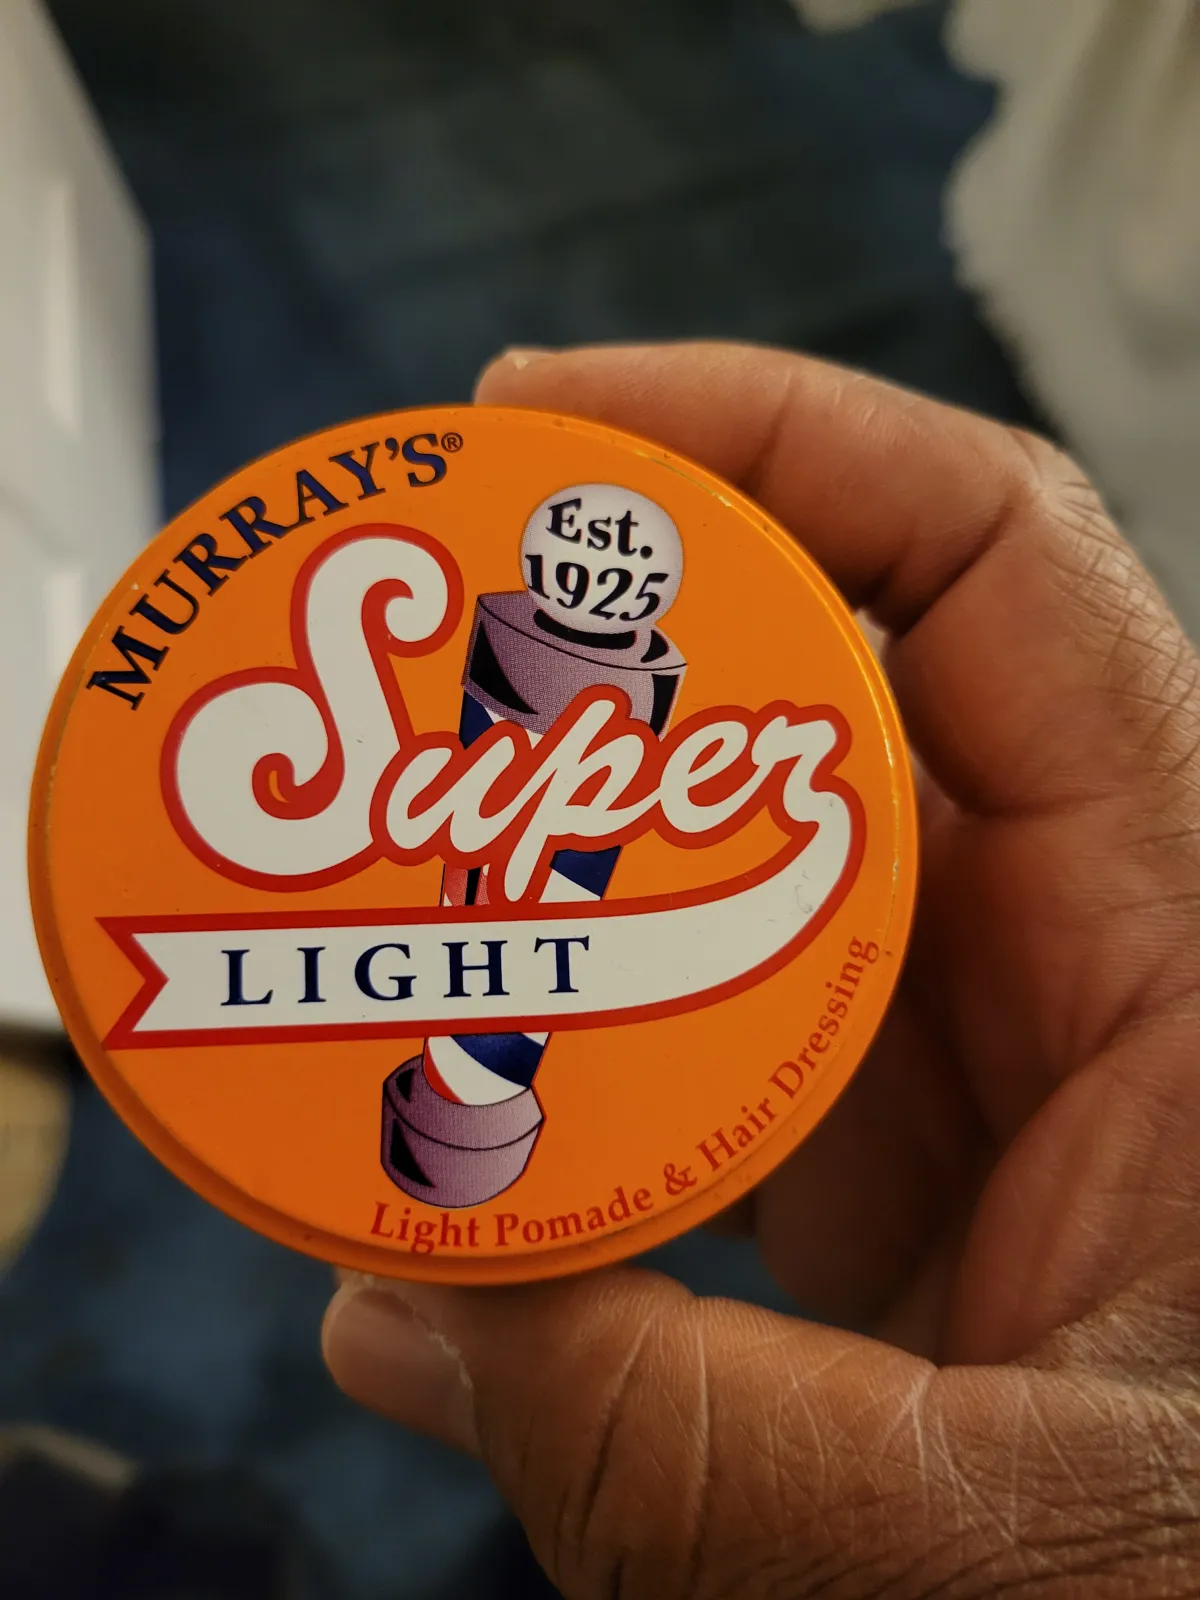 MURRAY'S®
Est.
1925
Super
LIGHT
Light Pomade & Hair Dressing